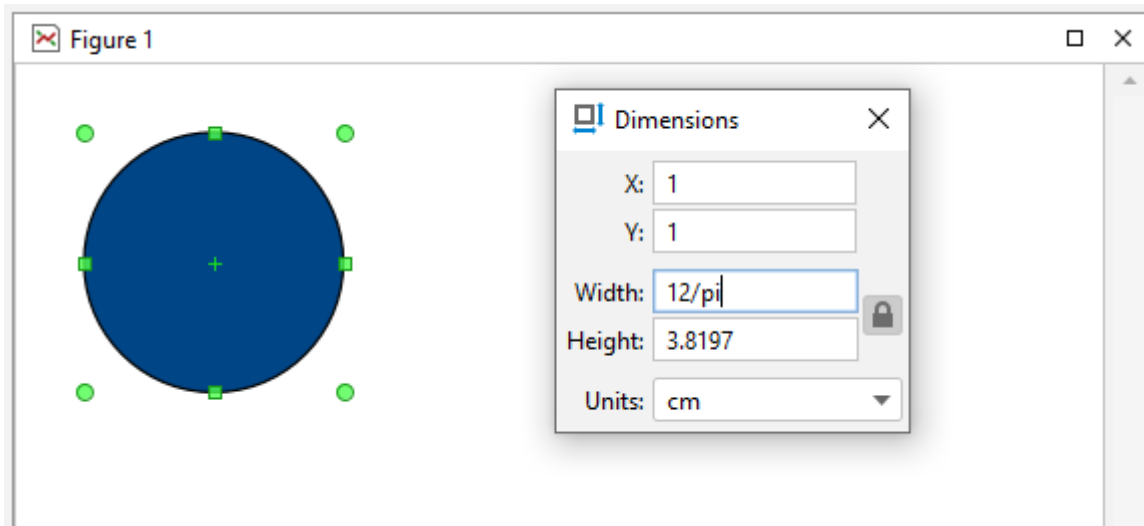 Figure 1
Dimensions
X: 1
Y: 1
Width: 12/pi
Height: 3.8197
Units: cm